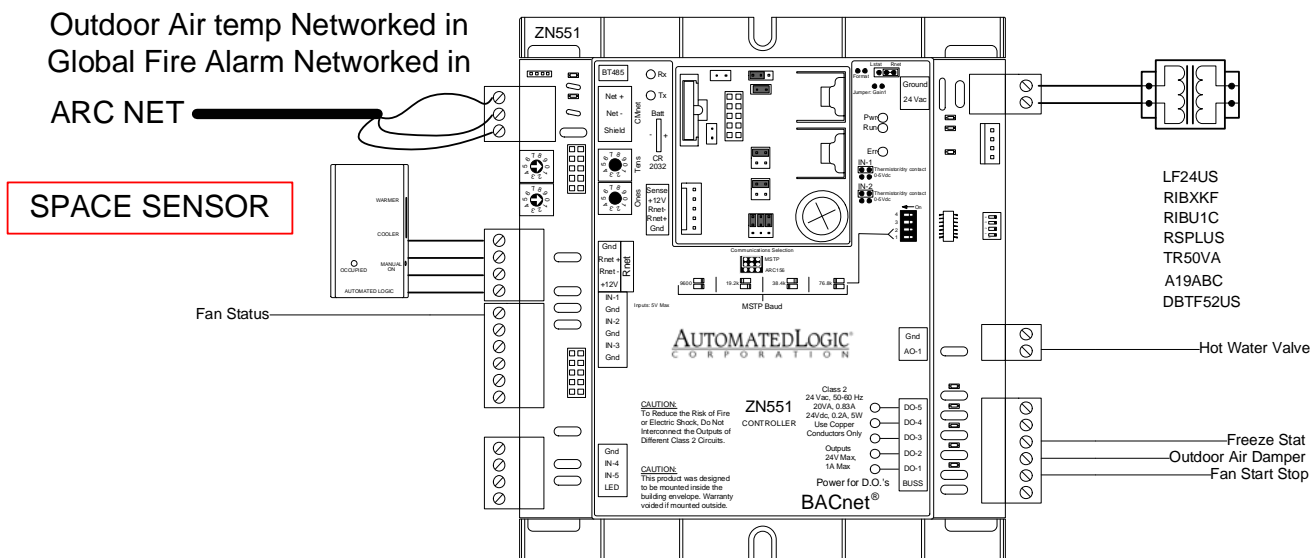 Outdoor Air temp Networked in
Global Fire Alarm Networked in
ARC NET
SPACE SENSOR
WARMER
COOLER
OCCUPIED
MANUAL
ON
AUTOMATED LOGIC
Fan Status
ZN551
BT485
Rx
Tx
Net +
Net -
Shield
CMnet
Batt
- +
CR
2032
Tens
Ones
Sense
+12V
Rnet-
Rnet+
Gnd
Gnd
Rnet +
Rnet -
+12V
Rnet
IN-1
Gnd
IN-2
Gnd
IN-3
Gnd
Inputs: 5V Max
Gnd
IN-4
IN-5
LED
Lstat Rnet
Format
Jumper: Gain1
Pwr
Run
Err
IN-1
Thermistor/dry contact
0-5Vdc
IN-2
Thermistor/dry contact
0-5Vdc
On
4
3
2
1
Communications Selection
MSTP
ARC156
9600
19.2k
38.4k
76.8k
MSTP Baud
AUTOMATEDLOGIC®
CORPORATION
CAUTION:
To Reduce the Risk of Fire
or Electric Shock, Do Not
Interconnect the Outputs of
Different Class 2 Circuits.
CAUTION:
This product was designed
to be mounted inside the
building envelope. Warranty
voided if mounted outside.
ZN551
CONTROLLER
Class 2
24 Vac, 50-60 Hz
20VA, 0.83A
24Vdc, 0.2A, 5W
Use Copper
Conductors Only
Outputs
24V Max,
1A Max
Power for D.O.'s
BACnet®
Ground
24 Vac
Gnd
AO-1
DO-5
DO-4
DO-3
DO-2
DO-1
BUSS
LF24US
RIBXKF
RIBU1C
RSPLUS
TR50VA
A19ABC
DBTF52US
Hot Water Valve
Freeze Stat
Outdoor Air Damper
Fan Start Stop